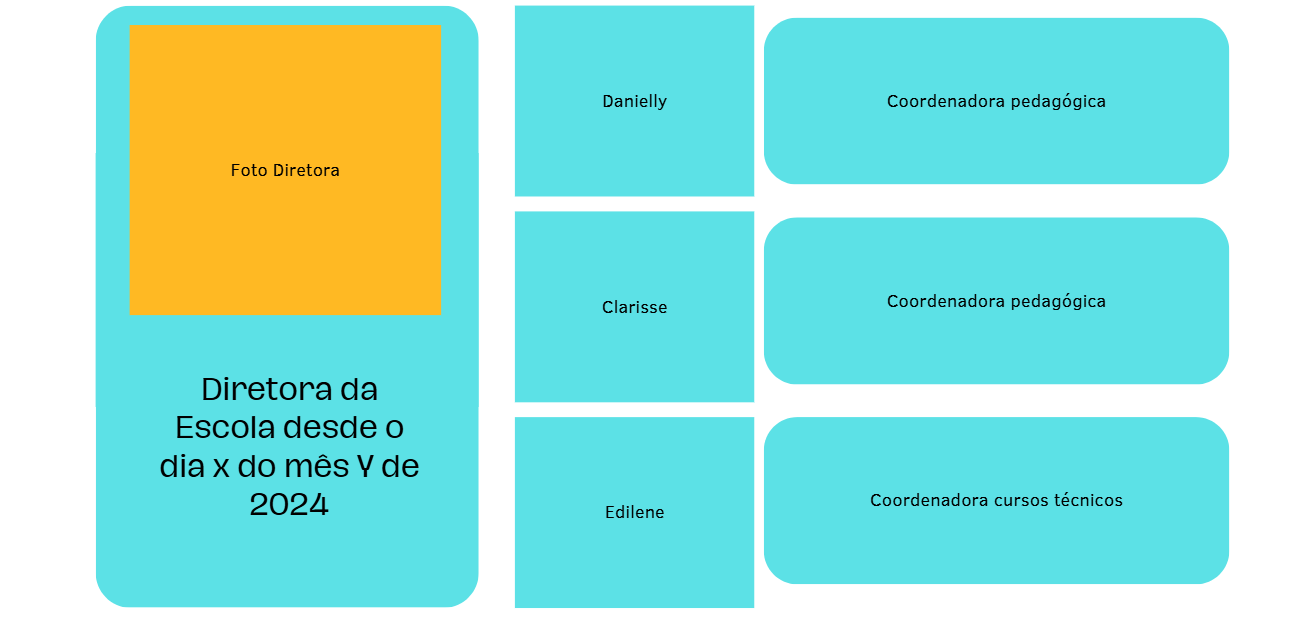 Foto Diretora
Diretora da
Escola desde o
dia x do mês Y de
2024
Danielly
Coordenadora pedagógica
Clarisse
Coordenadora pedagógica
Edilene
Coordenadora cursos técnicos